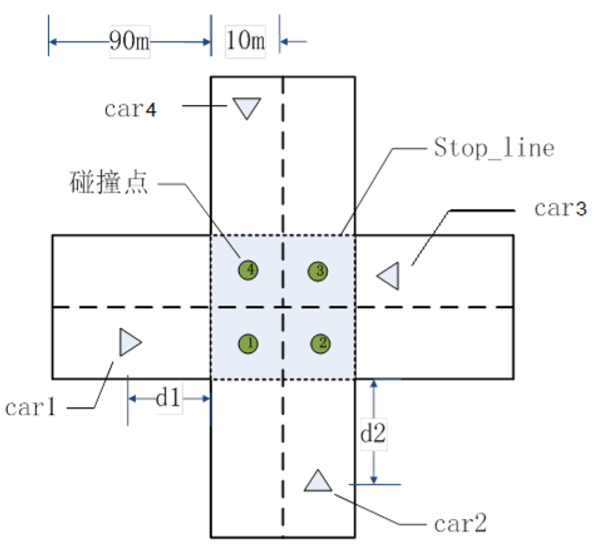 90m
10m
car4
Stop_line
碰撞点
car3
4
3
1
2
car1
d1
d2
car2